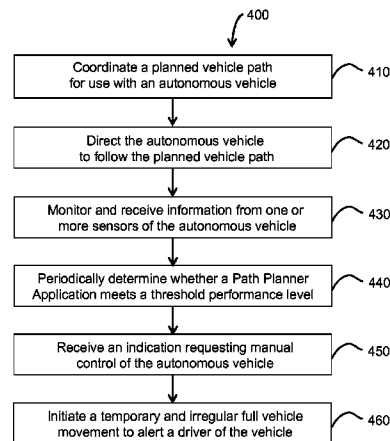 400
Coordinate a planned vehicle path
for use with an autonomous vehicle
410
Direct the autonomous vehicle
to follow the planned vehicle path
420
Monitor and receive information from one or
more sensors of the autonomous vehicle
430
Periodically determine whether a Path Planner
Application meets a threshold performance level
440
Receive an indication requesting manual
control of the autonomous vehicle
450
Initiate a temporary and irregular full vehicle
movement to alert a driver of the vehicle
460